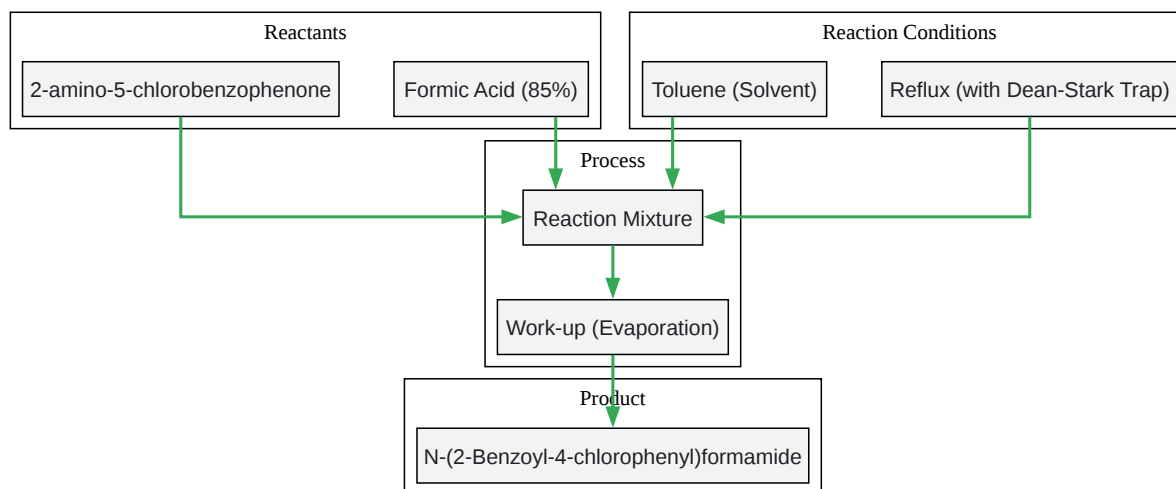 Reactants
Reaction Conditions
2-amino-5-chlorobenzophenone
Formic Acid (85%)
Toluene (Solvent)
Reflux (with Dean-Stark Trap)
Process
Reaction Mixture
Work-up (Evaporation)
Product
N-(2-Benzoyl-4-chlorophenyl)formamide